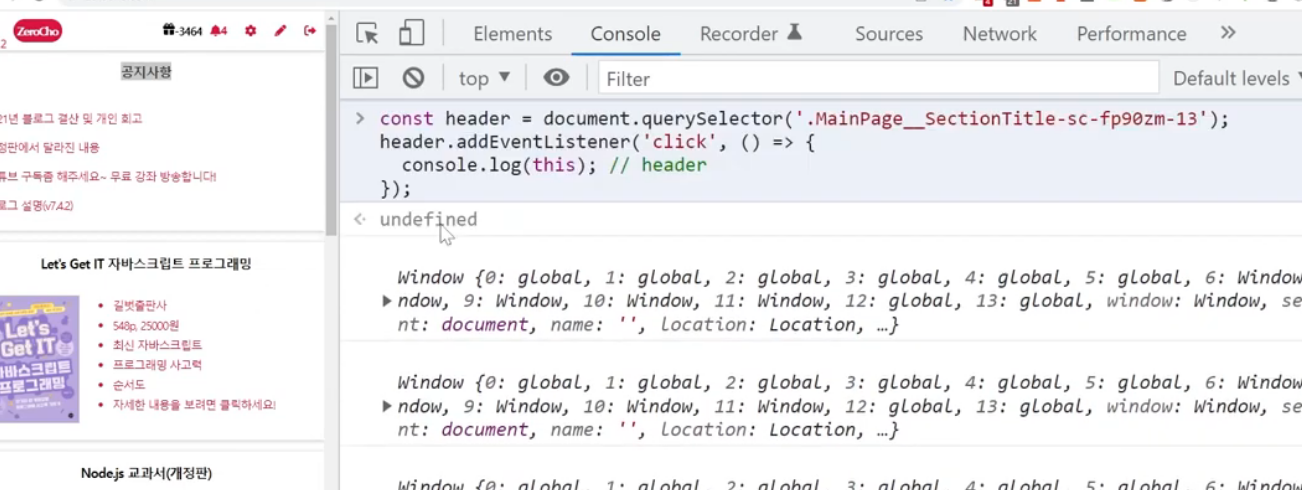 ZeroCho
-3464
4
2
공지사항
21년 블로그 결산 및 개인 회고
정판에서 달라진 내용
튜브 구독좀 해주세요~ 무료 강좌 방송합니다!
로그 설명(v7.4.2)
Let's Get IT 자바스크립트 프로그래밍
Let's
Get IT
자바스크립트
프로그래밍
길벗출판사
548p, 25000원
최신 자바스크립트
프로그래밍 사고력
순서도
자세한 내용을 보려면 클릭하세요!
Node.js 교과서(개정판)
Elements Console Recorder Sources Network Performance »
top ▼ Filter Default levels
> const header = document.querySelector('.MainPage__SectionTitle-sc-fp90zm-13');
header.addEventListener('click', () => {
console.log(this); // header
});
undefined
Window {0: global, 1: global, 2: global, 3: global, 4: global, 5: global, 6: Window
ndow, 9: Window, 10: Window, 11: Window, 12: global, 13: global, window: Window, se
nt: document, name: '', location: Location, …}
Window {0: global, 1: global, 2: global, 3: global, 4: global, 5: global, 6: Window
ndow, 9: Window, 10: Window, 11: Window, 12: global, 13: global, window: Window, se
nt: document, name: '', location: Location, …}
Window {0: global, 1: global, 2: global, 3: global, 4: global, 5: global, 6: Window